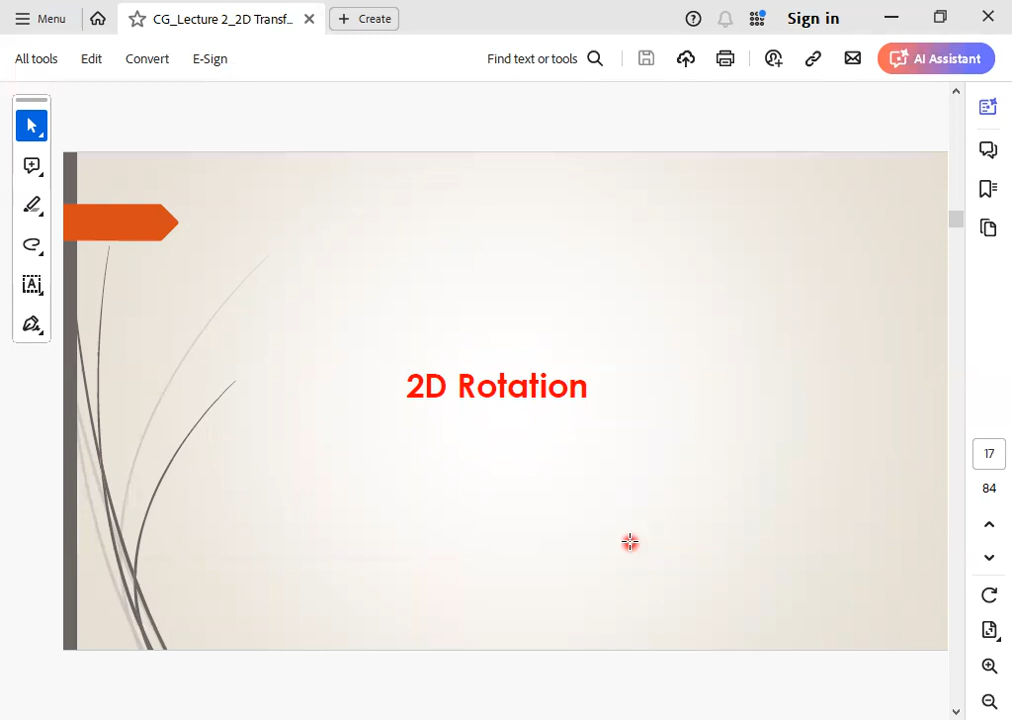 Menu
CG_Lecture 2_2D Transf...
Create
Sign in
All tools
Edit
Convert
E-Sign
Find text or tools
AI Assistant
2D Rotation
17
84